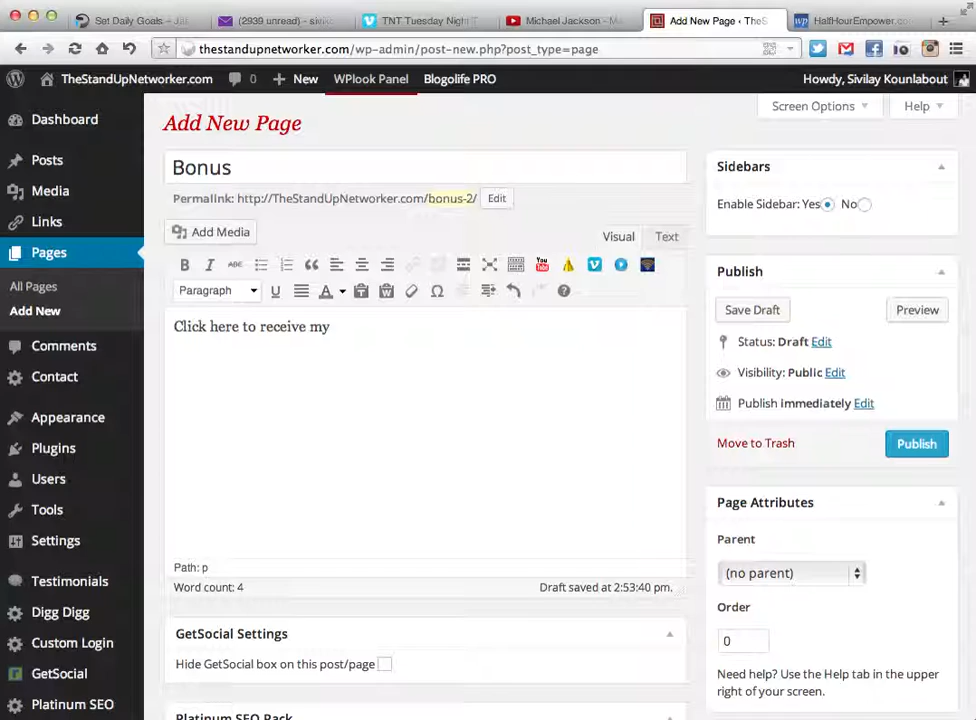 Set Daily Goals – J
(2939 unread) - sivik
TNT Tuesday Night T
Michael Jackson - M
Add New Page ‹ TheS
HalfHourEmpower.co
thestandupnetworker.com/wp-admin/post-new.php?post_type=page
TheStandUpNetworker.com 0 New WPlook Panel Blogolife PRO Howdy, Sivilay Kounlabout
Screen Options Help
Dashboard
Posts
Media
Links
Pages
All Pages
Add New
Comments
Contact
Appearance
Plugins
Users
Tools
Settings
Testimonials
Digg Digg
Custom Login
GetSocial
Platinum SEO
Add New Page
Bonus
Permalink: http://TheStandUpNetworker.com/bonus-2/ Edit
Add Media
Visual Text
B I ABC
You Tube
Paragraph U A T W Ω ?
Click here to receive my
Path: p
Word count: 4 Draft saved at 2:53:40 pm.
GetSocial Settings
Hide GetSocial box on this post/page
Platinum SEO Pack
Sidebars
Enable Sidebar: Yes No
Publish
Save Draft Preview
Status: Draft Edit
Visibility: Public Edit
Publish immediately Edit
Move to Trash Publish
Page Attributes
Parent
(no parent)
Order
0
Need help? Use the Help tab in the upper
right of your screen.